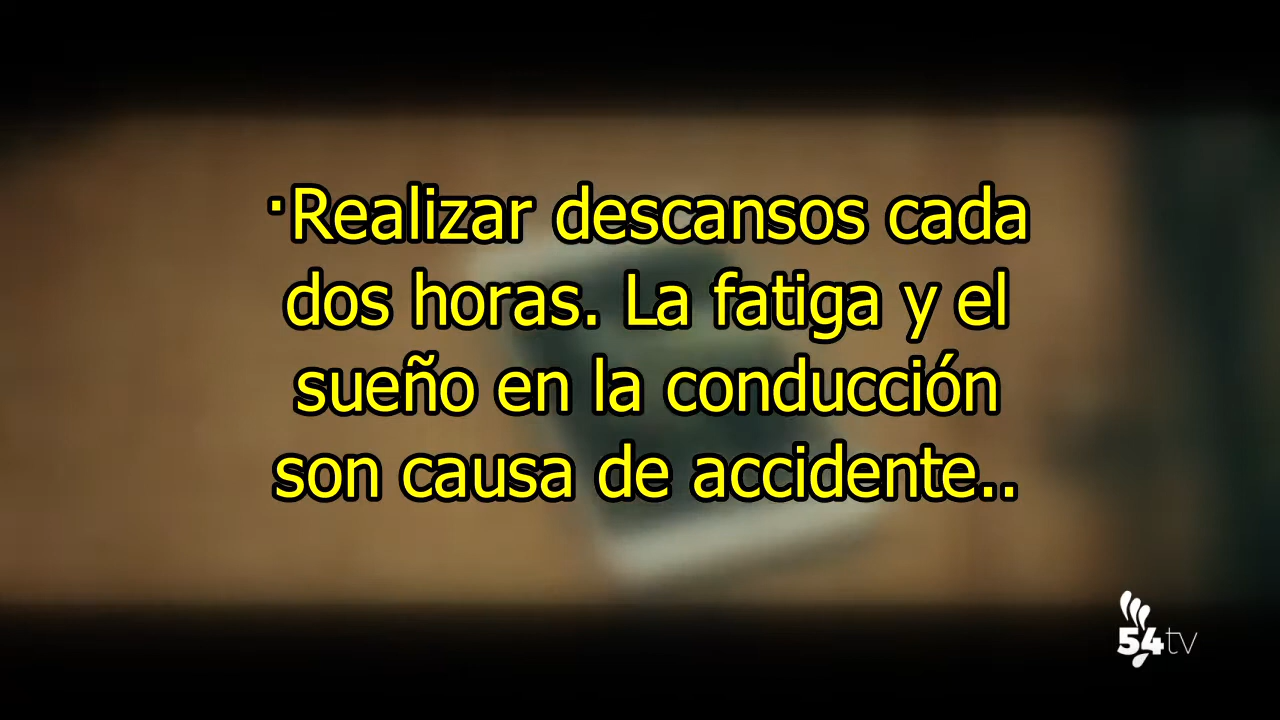 ·Realizar descansos cada
dos horas. La fatiga y el
sueño en la conducción
son causa de accidente..
54tv